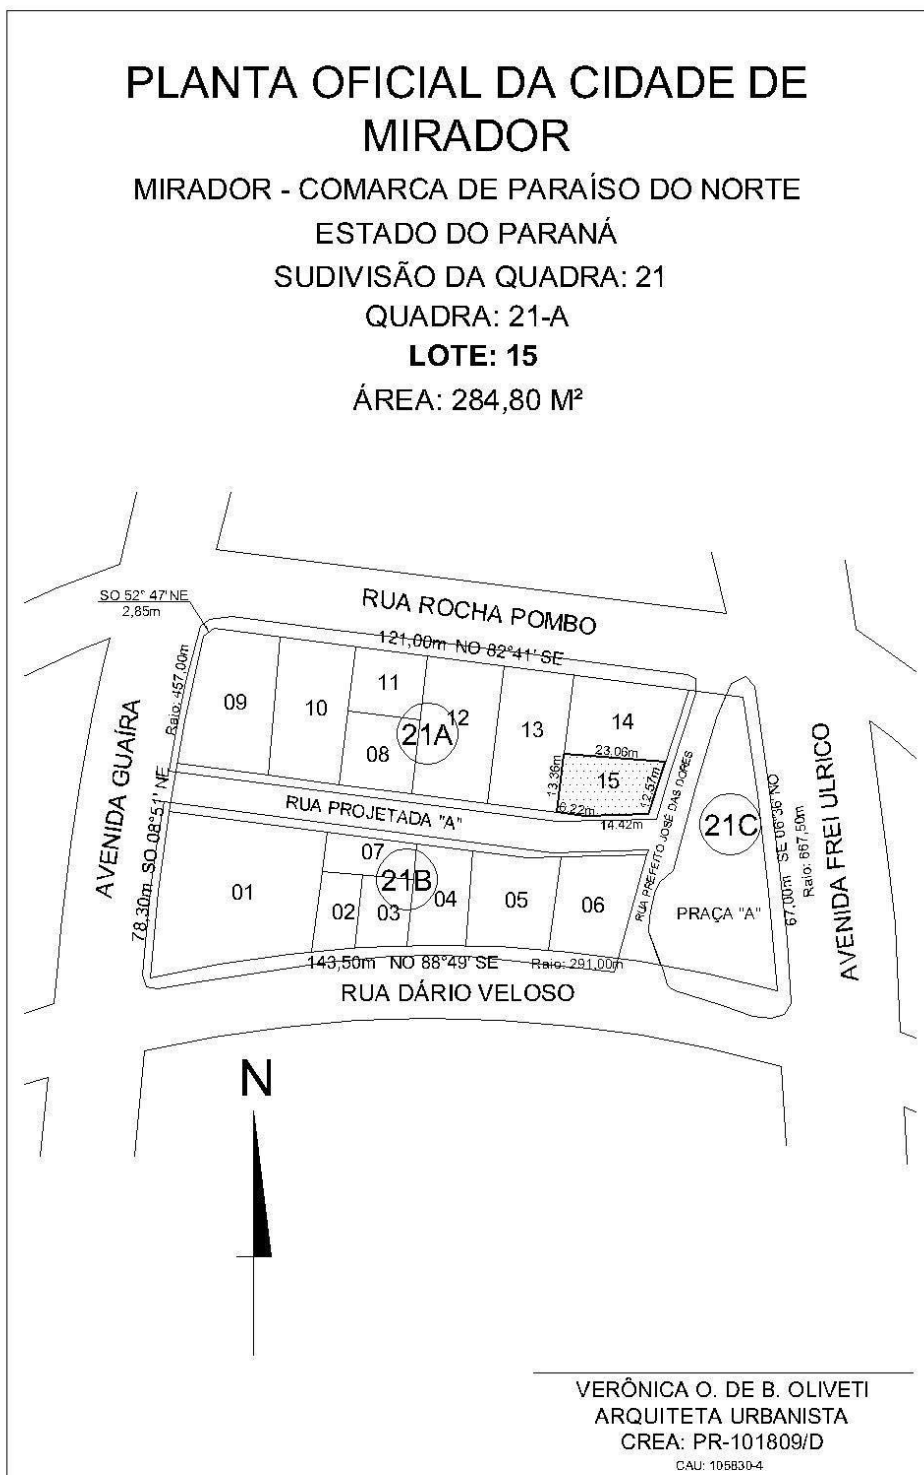 PLANTA OFICIAL DA CIDADE DE
MIRADOR
MIRADOR - COMARCA DE PARAÍSO DO NORTE
ESTADO DO PARANÁ
SUDIVISÃO DA QUADRA: 21
QUADRA: 21-A
LOTE: 15
ÁREA: 284,80 M²
SO 52° 47' NE
2,85m
RUA ROCHA POMBO
121,00m NO 82°41' SE
Raio: 457,00m
AVENIDA GUAÍRA
78,30m SO 08°51' NE
09
10
11
08
12
21A
13
14
23,06m
13,36m
15
12,57m
6,22m
14,42m
RUA PROJETADA "A"
RUA PREFEITO JOSÉ DAS DORES
21C
PRAÇA "A"
67,00m SE 06°36' NO
Raio: 667,50m
AVENIDA FREI ULRICO
01
07
21B
02
03
04
05
06
143,50m NO 88°49' SE
Raio: 291,00m
RUA DÁRIO VELOSO
N
VERÔNICA O. DE B. OLIVETI
ARQUITETA URBANISTA
CREA: PR-101809/D
CAU: 105830-4